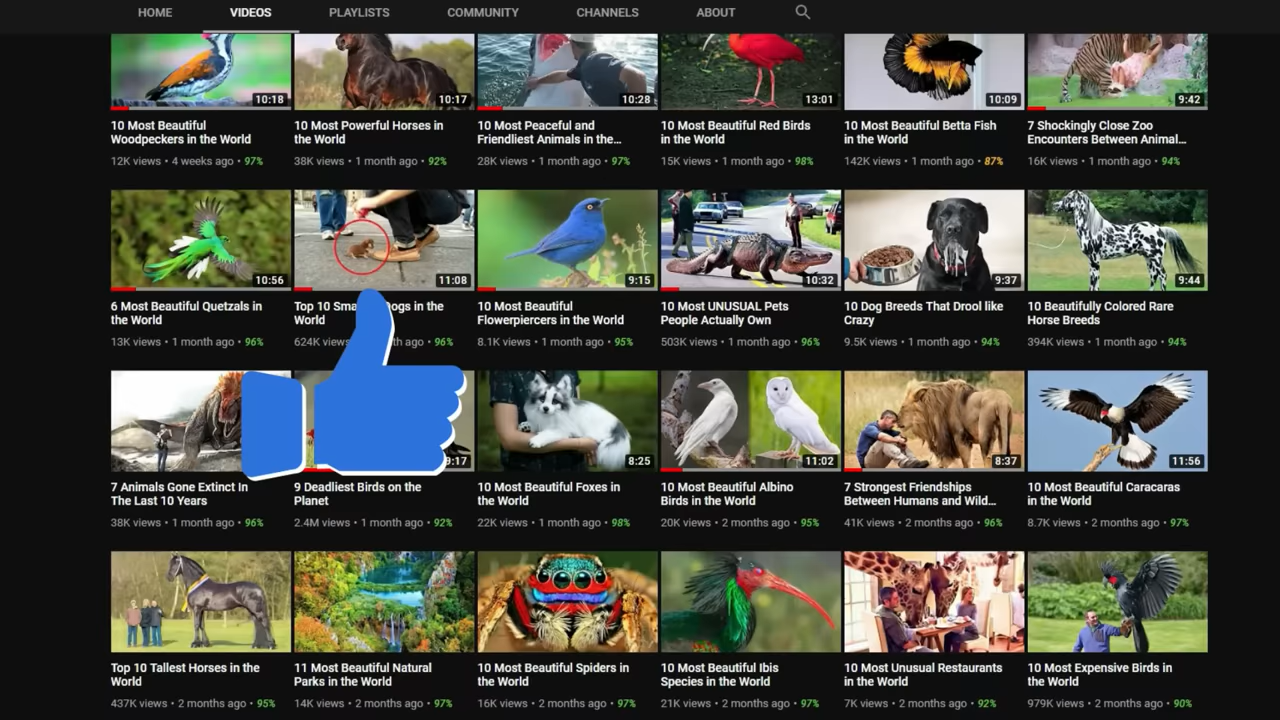 HOME VIDEOS PLAYLISTS COMMUNITY CHANNELS ABOUT
10:18 10:17 10:28 13:01 10:09 9:42
10 Most Beautiful
Woodpeckers in the World
12K views • 4 weeks ago • 97%
10 Most Powerful Horses in
the World
38K views • 1 month ago • 92%
10 Most Peaceful and
Friendliest Animals in the...
28K views • 1 month ago • 97%
10 Most Beautiful Red Birds
in the World
15K views • 1 month ago • 98%
10 Most Beautiful Betta Fish
in the World
142K views • 1 month ago • 87%
7 Shockingly Close Zoo
Encounters Between Animal...
16K views • 1 month ago • 94%
10:56 11:08 9:15 10:32 9:37 9:44
6 Most Beautiful Quetzals in
the World
13K views • 1 month ago • 96%
Top 10 in the
World
624K views ago • 96%
10 Most Beautiful
Flowerpiercers in the World
8.1K views • 1 month ago • 95%
10 Most UNUSUAL Pets
People Actually Own
503K views • 1 month ago • 96%
10 Dog Breeds That Drool like
Crazy
9.5K views • 1 month ago • 94%
10 Beautifully Colored Rare
Horse Breeds
394K views • 1 month ago • 94%
8:25 11:02 8:37 11:56
7 Animals Gone Extinct In
The Last 10 Years
38K views • 1 month ago • 96%
9 Deadliest Birds on the
Planet
2.4M views • 1 month ago • 92%
10 Most Beautiful Foxes in
the World
22K views • 1 month ago • 98%
10 Most Beautiful Albino
Birds in the World
20K views • 2 months ago • 95%
7 Strongest Friendships
Between Humans and Wild...
41K views • 2 months ago • 96%
10 Most Beautiful Caracaras
in the World
8.7K views • 2 months ago • 97%
Top 10 Tallest Horses in the
World
437K views • 2 months ago • 95%
11 Most Beautiful Natural
Parks in the World
14K views • 2 months ago • 97%
10 Most Beautiful Spiders in
the World
16K views • 2 months ago • 97%
10 Most Beautiful Ibis
Species in the World
21K views • 2 months ago • 97%
10 Most Unusual Restaurants
in the World
7K views • 2 months ago • 92%
10 Most Expensive Birds in
the World
979K views • 2 months ago • 90%